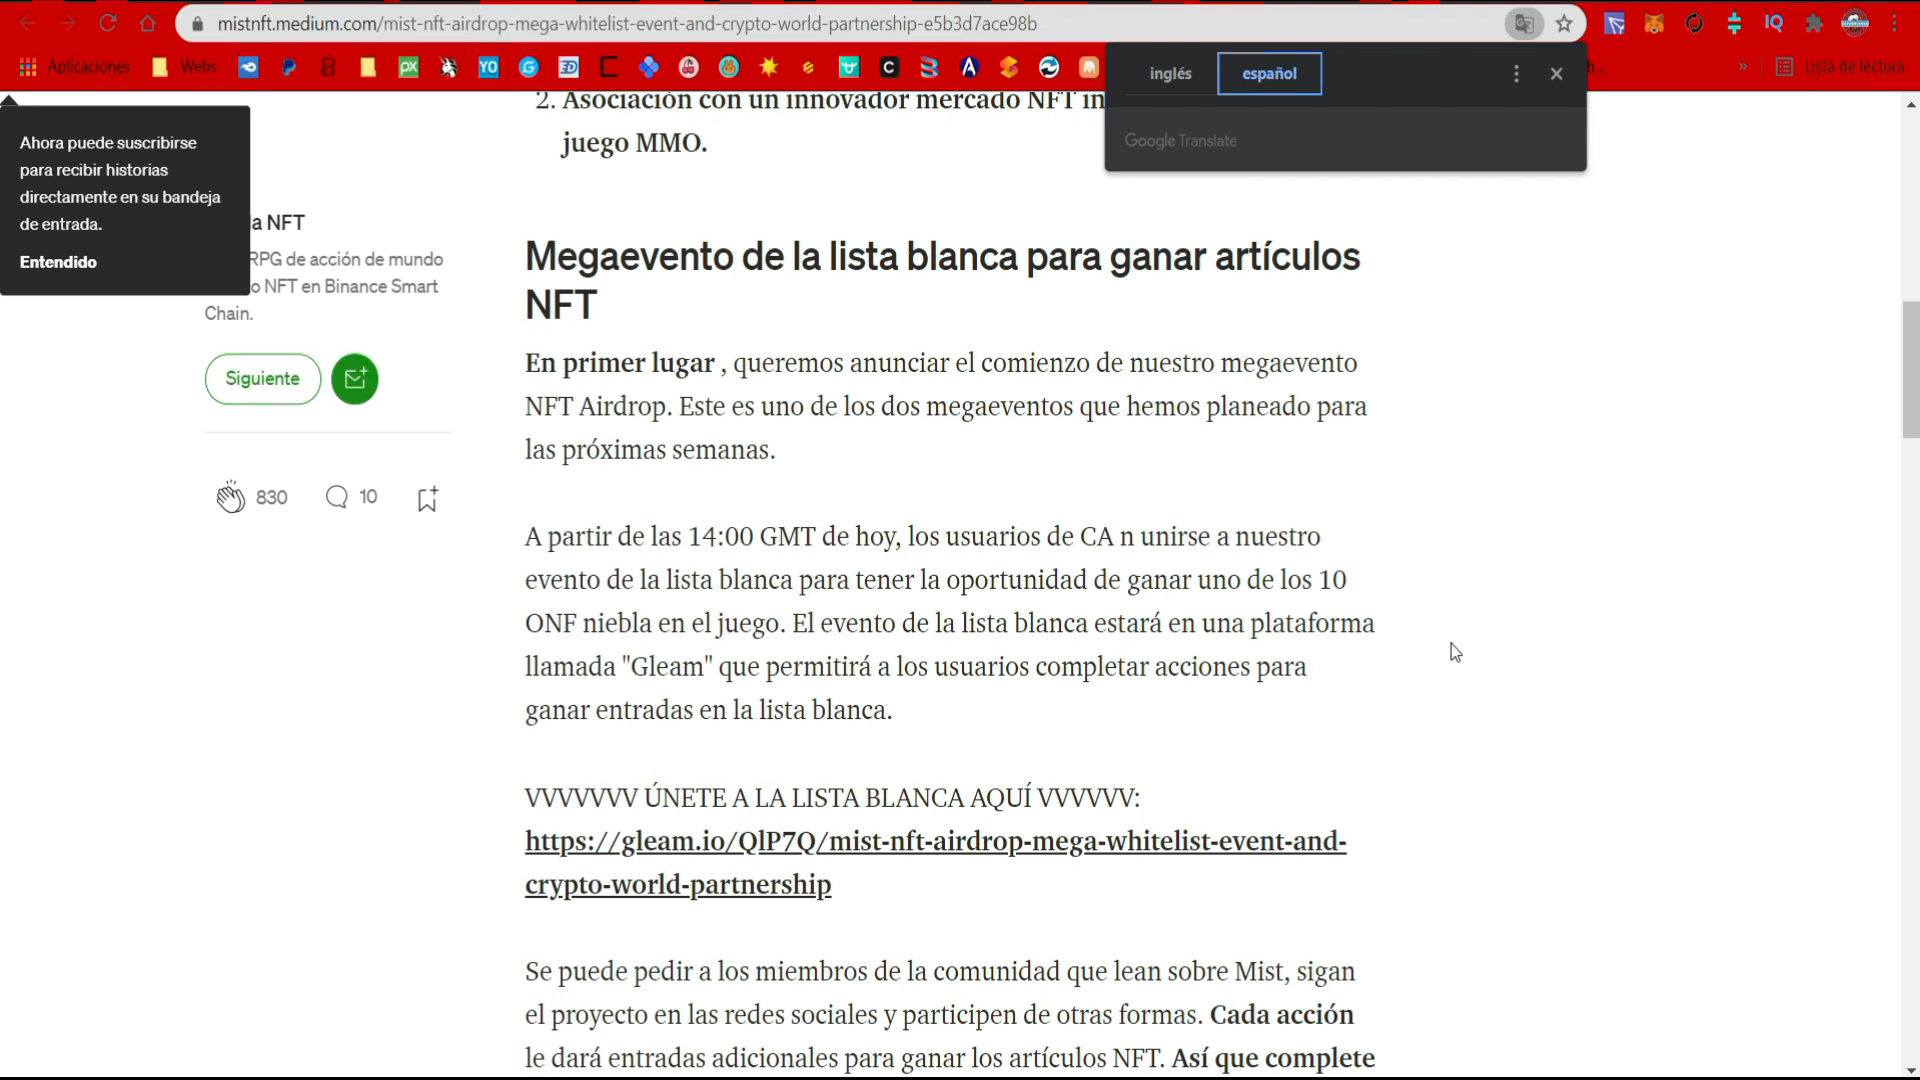 mistnft.medium.com/mist-nft-airdrop-mega-whitelist-event-and-crypto-world-partnership-e5b3d7ace98b
IQ
Aplicaciones
Webs
PX
YO
3D
Lista de lectura
inglés
español
Google Translate
2. Asociación con un innovador mercado NFT
juego MMO.
Ahora puede suscribirse
para recibir historias
directamente en su bandeja
de entrada.
Entendido
NFT
RPG de acción de mundo
NFT en Binance Smart
Chain.
Siguiente
830
10
Megaevento de la lista blanca para ganar artículos
NFT
En primer lugar , queremos anunciar el comienzo de nuestro megaevento
NFT Airdrop. Este es uno de los dos megaeventos que hemos planeado para
las próximas semanas.
A partir de las 14:00 GMT de hoy, los usuarios de CA n unirse a nuestro
evento de la lista blanca para tener la oportunidad de ganar uno de los 10
ONF niebla en el juego. El evento de la lista blanca estará en una plataforma
llamada "Gleam" que permitirá a los usuarios completar acciones para
ganar entradas en la lista blanca.
VVVVVVV ÚNETE A LA LISTA BLANCA AQUÍ VVVVVV:
https://gleam.io/QlP7Q/mist-nft-airdrop-mega-whitelist-event-and-
crypto-world-partnership
Se puede pedir a los miembros de la comunidad que lean sobre Mist, sigan
el proyecto en las redes sociales y participen de otras formas. Cada acción
le dará entradas adicionales para ganar los artículos NFT. Así que complete